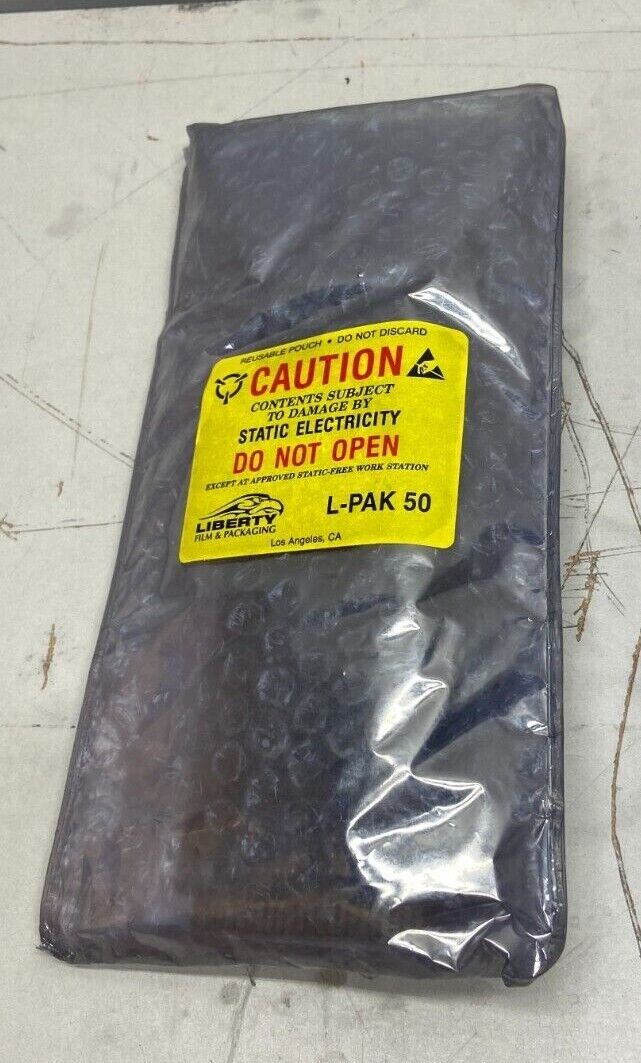 REUSABLE POUCH • DO NOT DISCARD
CAUTION
CONTENTS SUBJECT
TO DAMAGE BY
STATIC ELECTRICITY
DO NOT OPEN
EXCEPT AT APPROVED STATIC-FREE WORK STATION
LIBERTY
FILM & PACKAGING
L-PAK 50
Los Angeles, CA